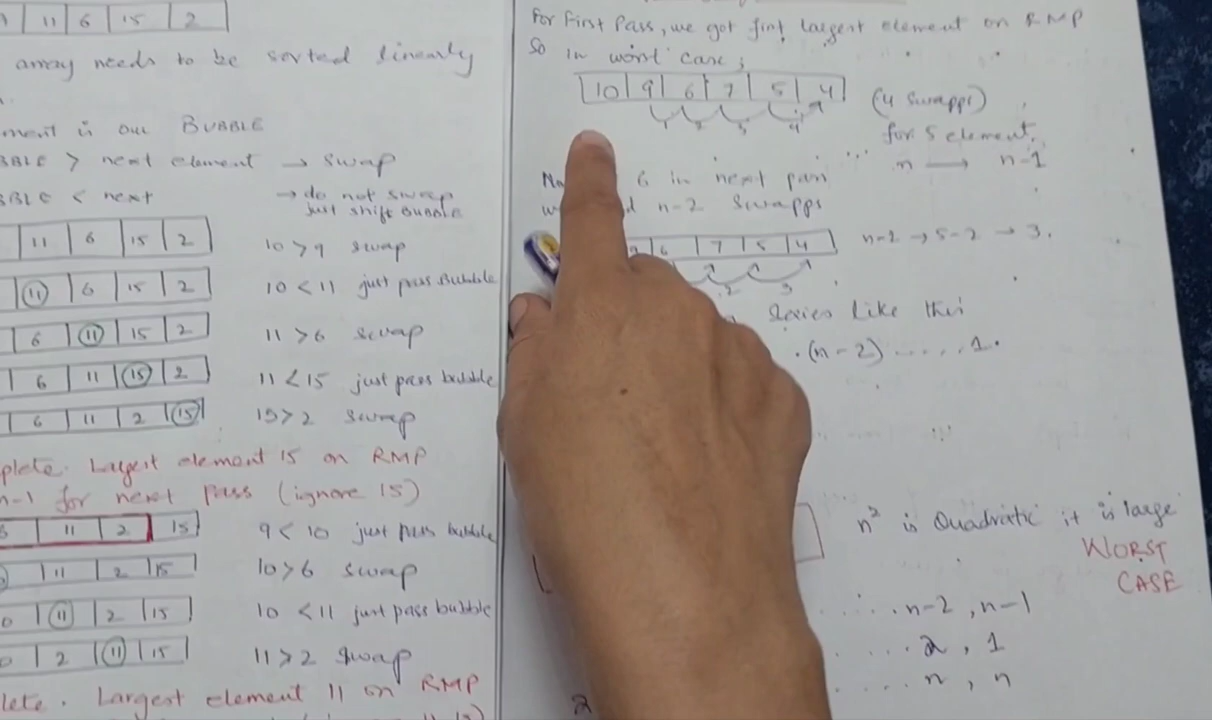 11 6 15 2
array needs to be sorted linearly
ment is our BUBBLE
BBLE > next element → swap
BBLE < next → do not swap
just shift Bubble
11 6 15 2 10 > 9 swap
11 6 15 2 10 < 11 just pass Bubble
6 11 15 2 11 > 6 swap
6 11 15 2 11 < 15 just pass bubble
6 11 2 15 15 > 2 swap
plete. Largest element 15 on RMP
n-1 for next pass (ignore 15)
11 2 15 9 < 10 just pass bubble
11 2 15 10 > 6 swap
11 2 15 10 < 11 just pass bubble
2 11 15 11 > 2 swap
lete. Largest element 11 on RMP
For First Pass, we got first largest element on RMP
So in worst case,
10 9 6 7 5 4
1 2 3 4
(4 swapps)
for 5 element
n → n-1
in next pass
n-2 swapps
6 7 5 4 n-2 → 5-2 → 3.
2 3
series like this
.(n-2) ..... 1.
n² is Quadratic it is large
WORST
CASE
..... n-2, n-1
..... 2, 1
..... n, n
2